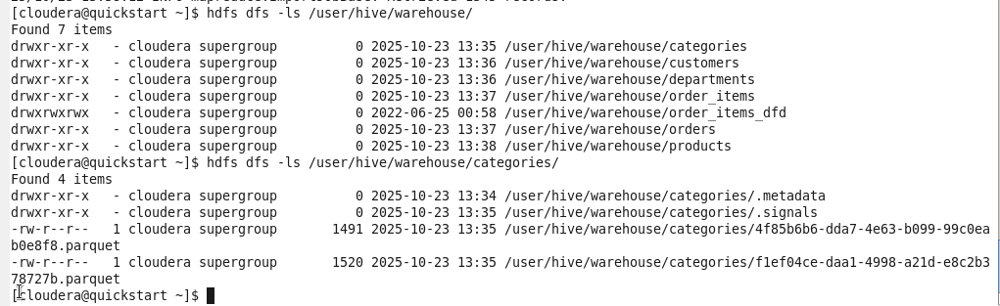 [cloudera@quickstart ~]$ hdfs dfs -ls /user/hive/warehouse/
Found 7 items
drwxr-xr-x   - cloudera supergroup          0 2025-10-23 13:35 /user/hive/warehouse/categories
drwxr-xr-x   - cloudera supergroup          0 2025-10-23 13:36 /user/hive/warehouse/customers
drwxr-xr-x   - cloudera supergroup          0 2025-10-23 13:36 /user/hive/warehouse/departments
drwxr-xr-x   - cloudera supergroup          0 2025-10-23 13:37 /user/hive/warehouse/order_items
drwxrwxrwx   - cloudera supergroup          0 2022-06-25 00:58 /user/hive/warehouse/order_items_dfd
drwxr-xr-x   - cloudera supergroup          0 2025-10-23 13:37 /user/hive/warehouse/orders
drwxr-xr-x   - cloudera supergroup          0 2025-10-23 13:38 /user/hive/warehouse/products
[cloudera@quickstart ~]$ hdfs dfs -ls /user/hive/warehouse/categories/
Found 4 items
drwxr-xr-x   - cloudera supergroup          0 2025-10-23 13:34 /user/hive/warehouse/categories/.metadata
drwxr-xr-x   - cloudera supergroup          0 2025-10-23 13:35 /user/hive/warehouse/categories/.signals
-rw-r--r--   1 cloudera supergroup       1491 2025-10-23 13:35 /user/hive/warehouse/categories/4f85b6b6-dda7-4e63-b099-99c0ea
b0e8f8.parquet
-rw-r--r--   1 cloudera supergroup       1520 2025-10-23 13:35 /user/hive/warehouse/categories/f1ef04ce-daa1-4998-a21d-e8c2b3
78727b.parquet
[cloudera@quickstart ~]$